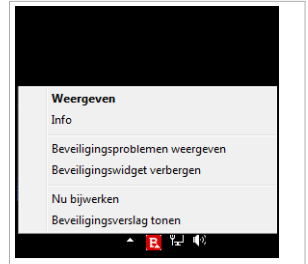 Weergeven
Info
Beveiligingsproblemen weergeven
Beveiligingswidget verbergen
Nu bijwerken
Beveiligingsverslag tonen
B